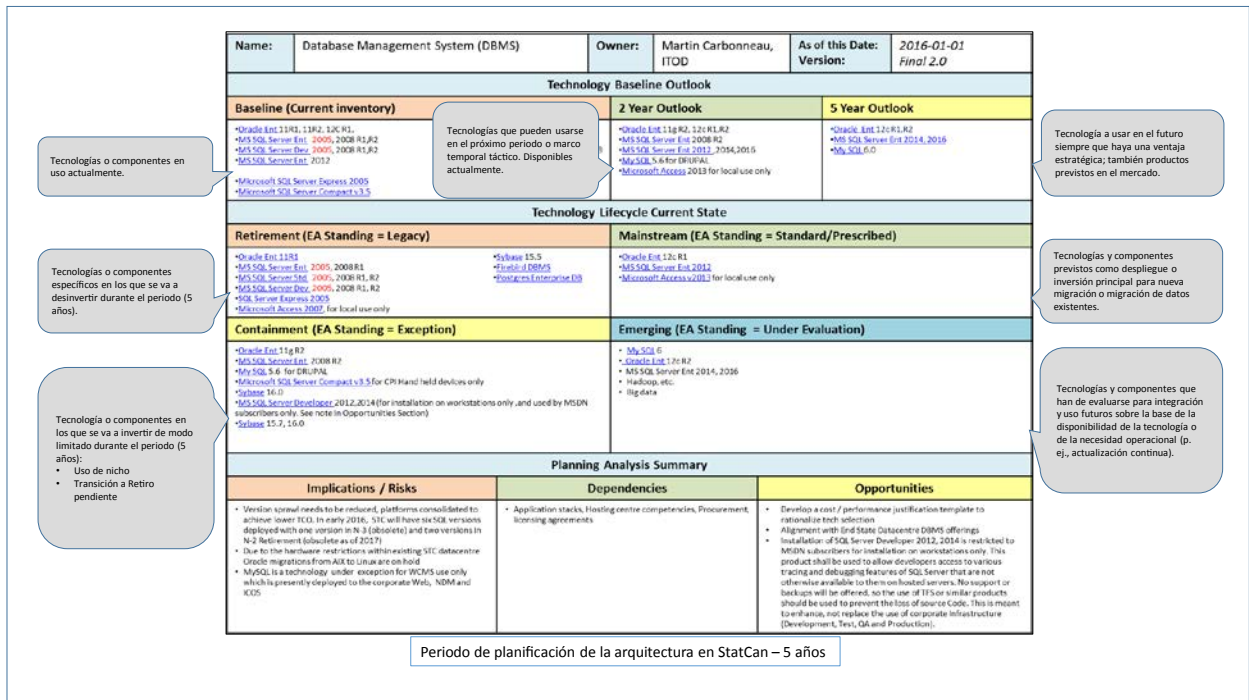 Name:
Database Management System (DBMS)
Owner:
Martin Carbonneau,
ITOD
As of this Date:
Version:
2016-01-01
Final 2.0
Technology Baseline Outlook
Baseline (Current inventory)
•Oracle Ent 11R1, 11R2, 12C R1,
•MS SQL Server Ent 2005, 2008 R1,R2
•MS SQL Server Dev 2005, 2008 R1,R2
•MS SQL Server Ent 2012
•Microsoft SQL Server Express 2005
•Microsoft SQL Server Compact v3.5
2 Year Outlook
•Oracle Ent 11g R2, 12c R1,R2
•MS SQL Server Ent 2008 R2
•MS SQL Server Ent 2012 ,2014,2016
•My SQL 5.6 for DRUPAL
•Microsoft Access 2013 for local use only
5 Year Outlook
•Oracle Ent 12c R1,R2
•MS SQL Server Ent 2014, 2016
•My SQL 6.0
Tecnologías o componentes en
uso actualmente.
Tecnologías que pueden usarse
en el próximo periodo o marco
temporal táctico. Disponibles
actualmente.
Tecnología a usar en el futuro
siempre que haya una ventaja
estratégica; también productos
previstos en el mercado.
Technology Lifecycle Current State
Retirement (EA Standing = Legacy)
•Oracle Ent 11R1
•MS SQL Server Ent 2005, 2008R1
•MS SQL Server Std 2005, 2008 R1, R2
•MS SQL Server Dev 2005, 2008 R1, R2
•SQL Server Express 2005
•Microsoft Access 2007, for local use only
•Sybase 15.5
•Firebird DBMS
•Postgres Enterprise DB
Mainstream (EA Standing = Standard/Prescribed)
•Oracle Ent 12c R1
•MS SQL Server Ent 2012
•Microsoft Access v2013 for local use only
Tecnologías o componentes
específicos en los que se va a
desinvertir durante el periodo (5
años).
Tecnologías y componentes
previstos como despliegue o
inversión principal para nueva
migración o migración de datos
existentes.
Containment (EA Standing = Exception)
•Oracle Ent 11g R2
•MS SQL Server Ent 2008 R2
•My SQL 5.6 for DRUPAL
•Microsoft SQL Server Compact v3.5 for CPI Hand held devices only
•Sybase 16.0
•MS SQL Server Developer 2012,2014 (for installation on workstations only ,and used by MSDN
subscribers only. See note in Opportunities Section)
•Sybase 15.7, 16.0
Emerging (EA Standing = Under Evaluation)
• My SQL 6
• Oracle Ent 12c R2
• MS SQL Server Ent 2014, 2016
• Hadoop, etc.
• Big data
Tecnología o componentes en
los que se va a invertir de modo
limitado durante el periodo (5
años):
• Uso de nicho
• Transición a Retiro
pendiente
Tecnologías y componentes que
han de evaluarse para integración
y uso futuros sobre la base de la
disponibilidad de la tecnología o
de la necesidad operacional (p.
ej., actualización continua).
Planning Analysis Summary
Implications / Risks
• Version sprawl needs to be reduced, platforms consolidated to
achieve lower TCO. In early 2016, STC will have six SQL versions
deployed with one version in N-3 (obsolete) and two versions in
N-2 Retirement (obsolete as of 2017)
• Due to the hardware restrictions within existing STC datacentre
Oracle migrations from AIX to Linux are on hold
• MySQL is a technology under exception for WCMS use only
which is presently deployed to the corporate Web, NDM and
ICOS
Dependencies
• Application stacks, Hosting centre competencies, Procurement,
licensing agreements
Opportunities
• Develop a cost / performance justification template to
rationalize tech selection
• Alignment with End State Datacentre DBMS offerings
• Installation of SQL Server Developer 2012, 2014 is restricted to
MSDN subscribers for installation on workstations only. This
product shall be used to allow developers access to various
tracing and debugging features of SQL Server that are not
otherwise available to them on hosted servers. No support or
backups will be offered, so the use of TFS or similar products
should be used to prevent the loss of source Code. This is meant
to enhance, not replace the use of corporate Infrastructure
(Development, Test, QA and Production).
Periodo de planificación de la arquitectura en StatCan – 5 años